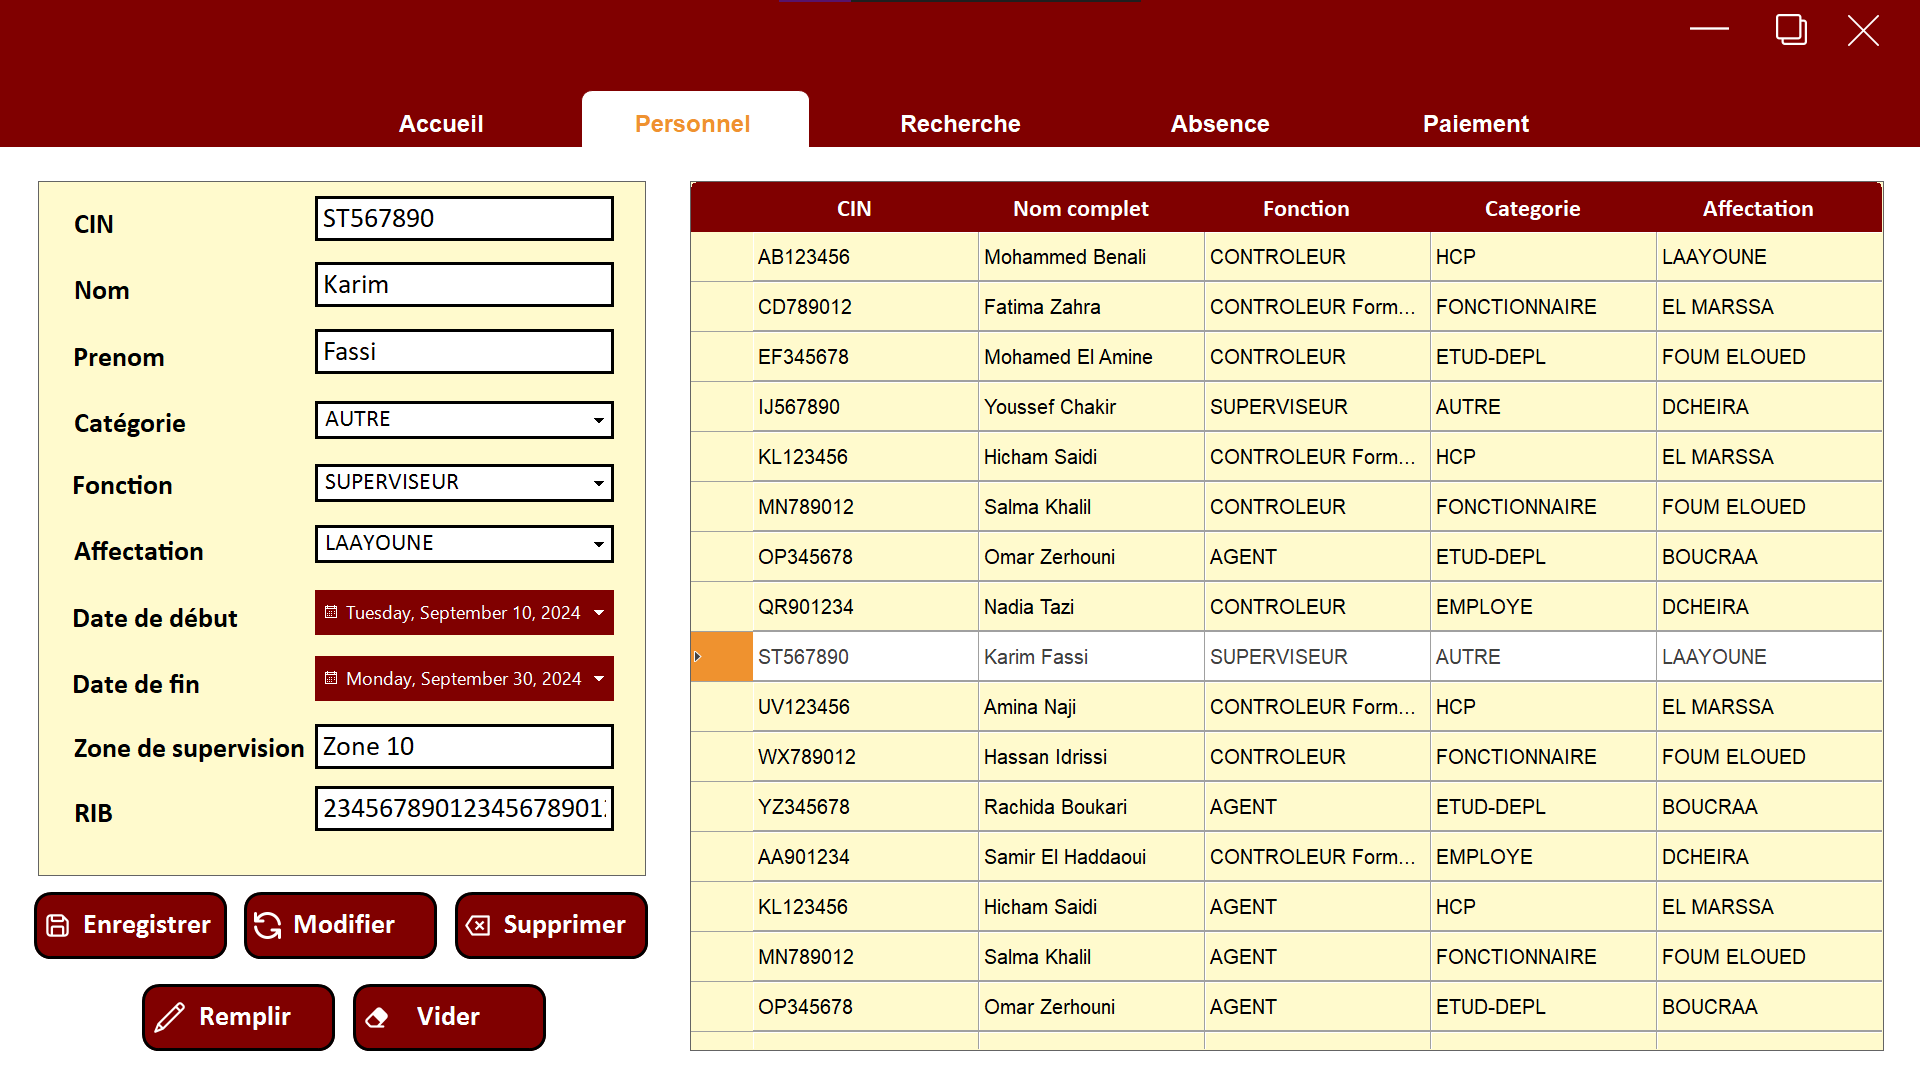 Accueil Personnel Recherche Absence Paiement
CIN ST567890
Nom Karim
Prenom Fassi
Catégorie AUTRE
Fonction SUPERVISEUR
Affectation LAAYOUNE
Date de début Tuesday, September 10, 2024
Date de fin Monday, September 30, 2024
Zone de supervision Zone 10
RIB 23456789012345678901
Enregistrer Modifier Supprimer
Remplir Vider
CIN Nom complet Fonction Categorie Affectation
AB123456 Mohammed Benali CONTROLEUR HCP LAAYOUNE
CD789012 Fatima Zahra CONTROLEUR Form... FONCTIONNAIRE EL MARSSA
EF345678 Mohamed El Amine CONTROLEUR ETUD-DEPL FOUM ELOUED
IJ567890 Youssef Chakir SUPERVISEUR AUTRE DCHEIRA
KL123456 Hicham Saidi CONTROLEUR Form... HCP EL MARSSA
MN789012 Salma Khalil CONTROLEUR FONCTIONNAIRE FOUM ELOUED
OP345678 Omar Zerhouni AGENT ETUD-DEPL BOUCRAA
QR901234 Nadia Tazi CONTROLEUR EMPLOYE DCHEIRA
ST567890 Karim Fassi SUPERVISEUR AUTRE LAAYOUNE
UV123456 Amina Naji CONTROLEUR Form... HCP EL MARSSA
WX789012 Hassan Idrissi CONTROLEUR FONCTIONNAIRE FOUM ELOUED
YZ345678 Rachida Boukari AGENT ETUD-DEPL BOUCRAA
AA901234 Samir El Haddaoui CONTROLEUR Form... EMPLOYE DCHEIRA
KL123456 Hicham Saidi AGENT HCP EL MARSSA
MN789012 Salma Khalil AGENT FONCTIONNAIRE FOUM ELOUED
OP345678 Omar Zerhouni AGENT ETUD-DEPL BOUCRAA